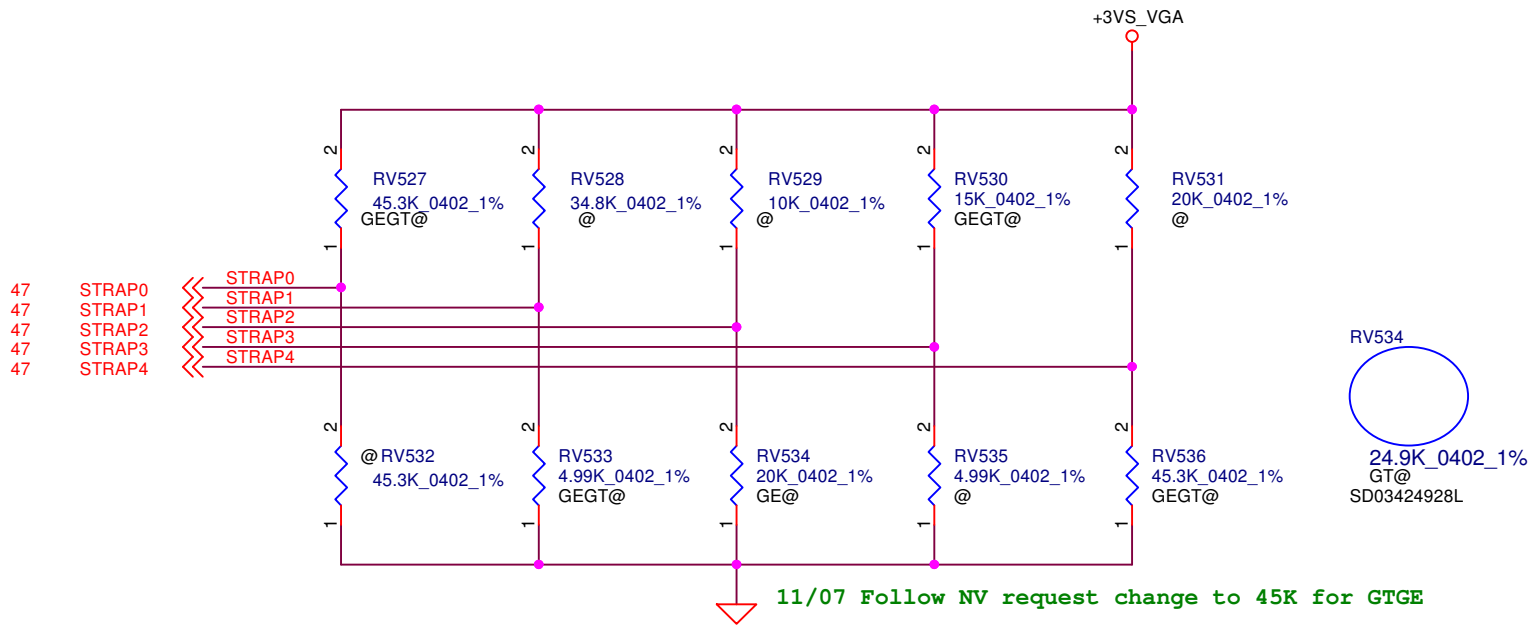 +3VS_VGA
2
RV527
45.3K_0402_1%
GEGT@
1
2
RV528
34.8K_0402_1%
@
1
2
RV529
10K_0402_1%
@
1
2
RV530
15K_0402_1%
GEGT@
1
2
RV531
20K_0402_1%
@
1
47 STRAP0 STRAP0
47 STRAP1 STRAP1
47 STRAP2 STRAP2
47 STRAP3 STRAP3
47 STRAP4 STRAP4
2
@ RV532
45.3K_0402_1%
1
2
RV533
4.99K_0402_1%
GEGT@
1
2
RV534
20K_0402_1%
GE@
1
2
RV535
4.99K_0402_1%
@
1
2
RV536
45.3K_0402_1%
GEGT@
1
RV534
24.9K_0402_1%
GT@
SD03424928L
11/07 Follow NV request change to 45K for GTGE